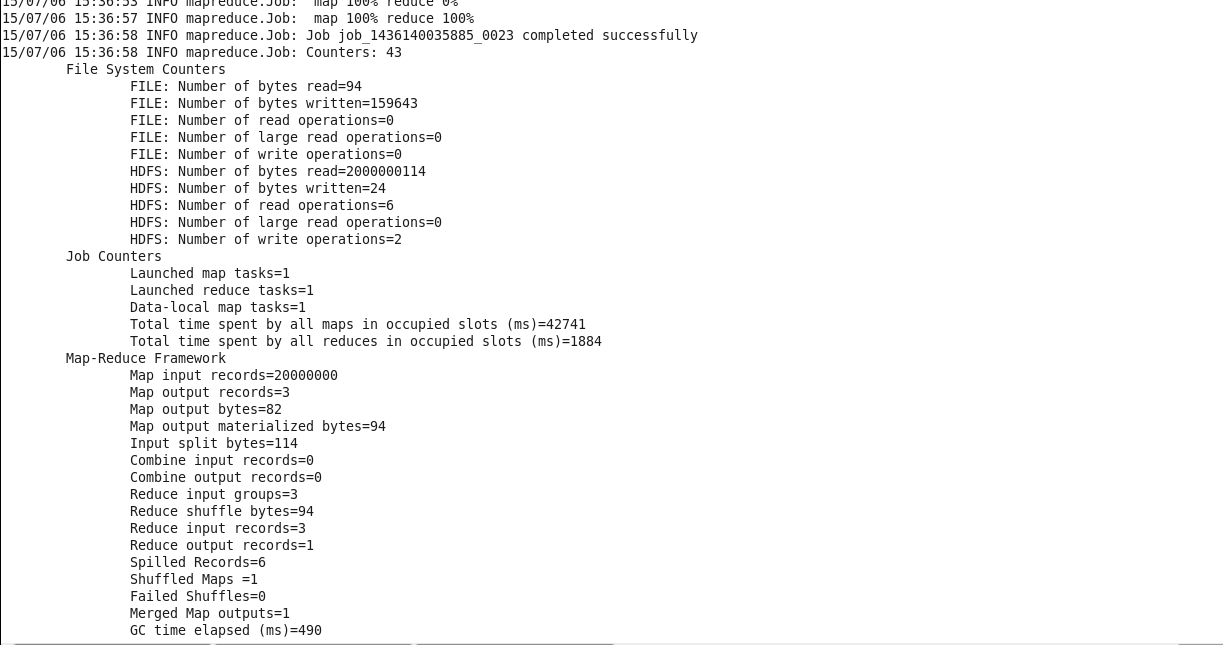 15/07/06 15:36:53 INFO mapreduce.Job:  map 100% reduce 0%
15/07/06 15:36:57 INFO mapreduce.Job:  map 100% reduce 100%
15/07/06 15:36:58 INFO mapreduce.Job: Job job_1436140035885_0023 completed successfully
15/07/06 15:36:58 INFO mapreduce.Job: Counters: 43
File System Counters
FILE: Number of bytes read=94
FILE: Number of bytes written=159643
FILE: Number of read operations=0
FILE: Number of large read operations=0
FILE: Number of write operations=0
HDFS: Number of bytes read=2000000114
HDFS: Number of bytes written=24
HDFS: Number of read operations=6
HDFS: Number of large read operations=0
HDFS: Number of write operations=2
Job Counters
Launched map tasks=1
Launched reduce tasks=1
Data-local map tasks=1
Total time spent by all maps in occupied slots (ms)=42741
Total time spent by all reduces in occupied slots (ms)=1884
Map-Reduce Framework
Map input records=20000000
Map output records=3
Map output bytes=82
Map output materialized bytes=94
Input split bytes=114
Combine input records=0
Combine output records=0
Reduce input groups=3
Reduce shuffle bytes=94
Reduce input records=3
Reduce output records=1
Spilled Records=6
Shuffled Maps =1
Failed Shuffles=0
Merged Map outputs=1
GC time elapsed (ms)=490